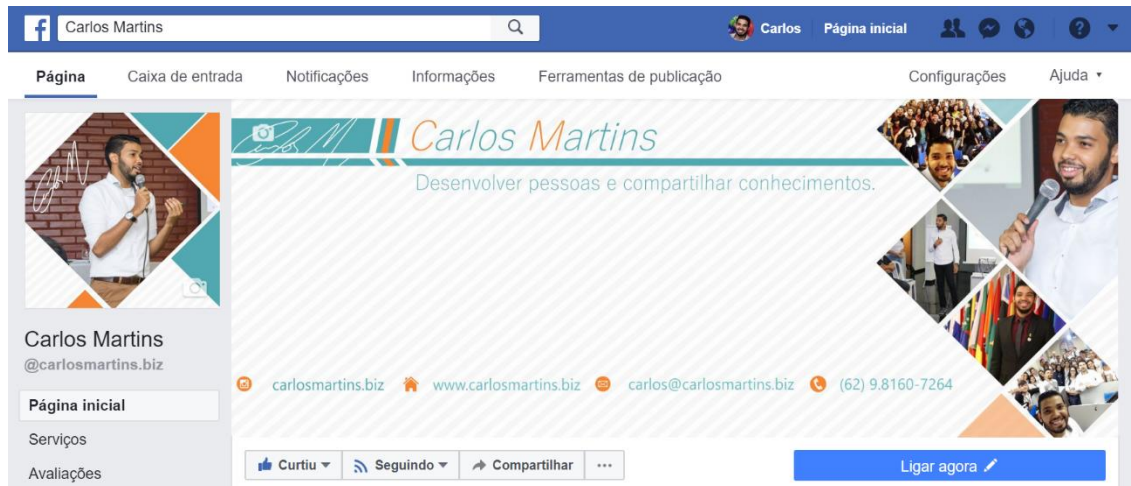 f Carlos Martins
Carlos Página inicial
Página Caixa de entrada Notificações Informações Ferramentas de publicação Configurações Ajuda
Carlos Martins
Desenvolver pessoas e compartilhar conhecimentos.
Carlos Martins
@carlosmartins.biz
carlosmartins.biz www.carlosmartins.biz carlos@carlosmartins.biz (62) 9.8160-7264
Página inicial
Serviços
Avaliações
Curtiu Seguindo Compartilhar ... Ligar agora